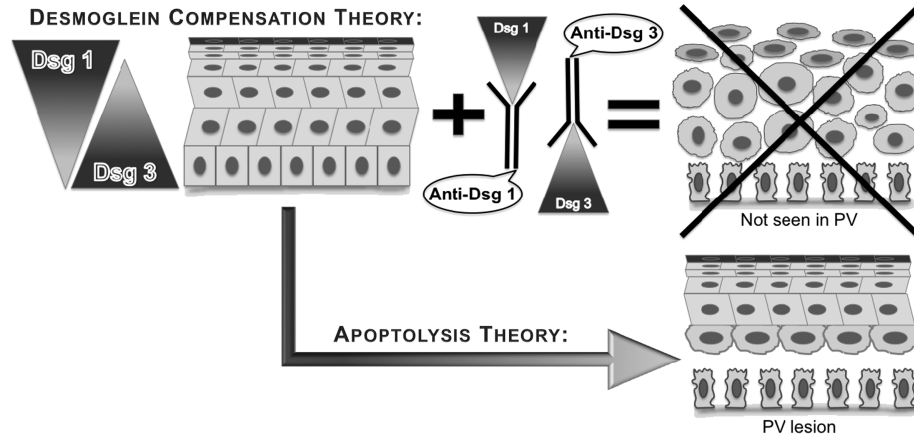 DESMOGLEIN COMPENSATION THEORY:
Dsg 1
Dsg 3
Dsg 1
Anti-Dsg 3
Anti-Dsg 1
Dsg 3
Not seen in PV
APOPTOLYSIS THEORY:
PV lesion